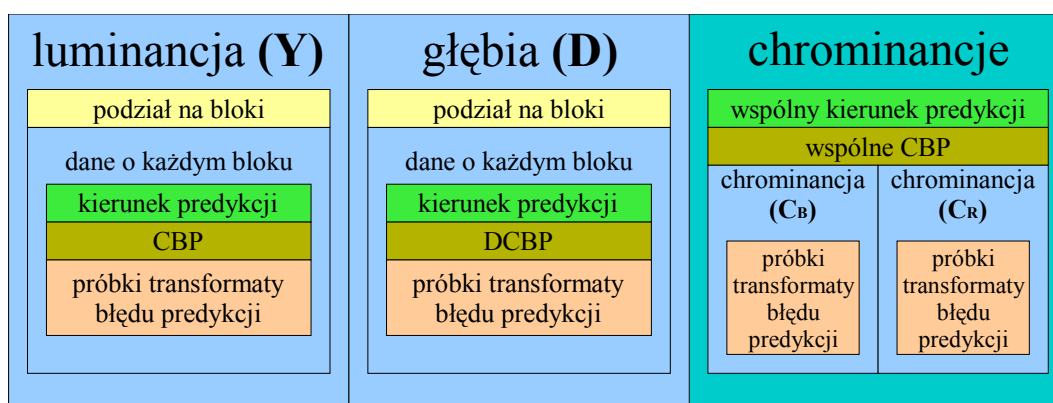 luminancja (Y)
podział na bloki
dane o każdym bloku
kierunek predykcji
CBP
próbki transformaty
błędu predykcji
głębia (D)
podział na bloki
dane o każdym bloku
kierunek predykcji
DCBP
próbki transformaty
błędu predykcji
chrominancje
wspólny kierunek predykcji
wspólne CBP
chrominancja
(CB)
próbki
transformaty
błędu
predykcji
chrominancja
(CR)
próbki
transformaty
błędu
predykcji